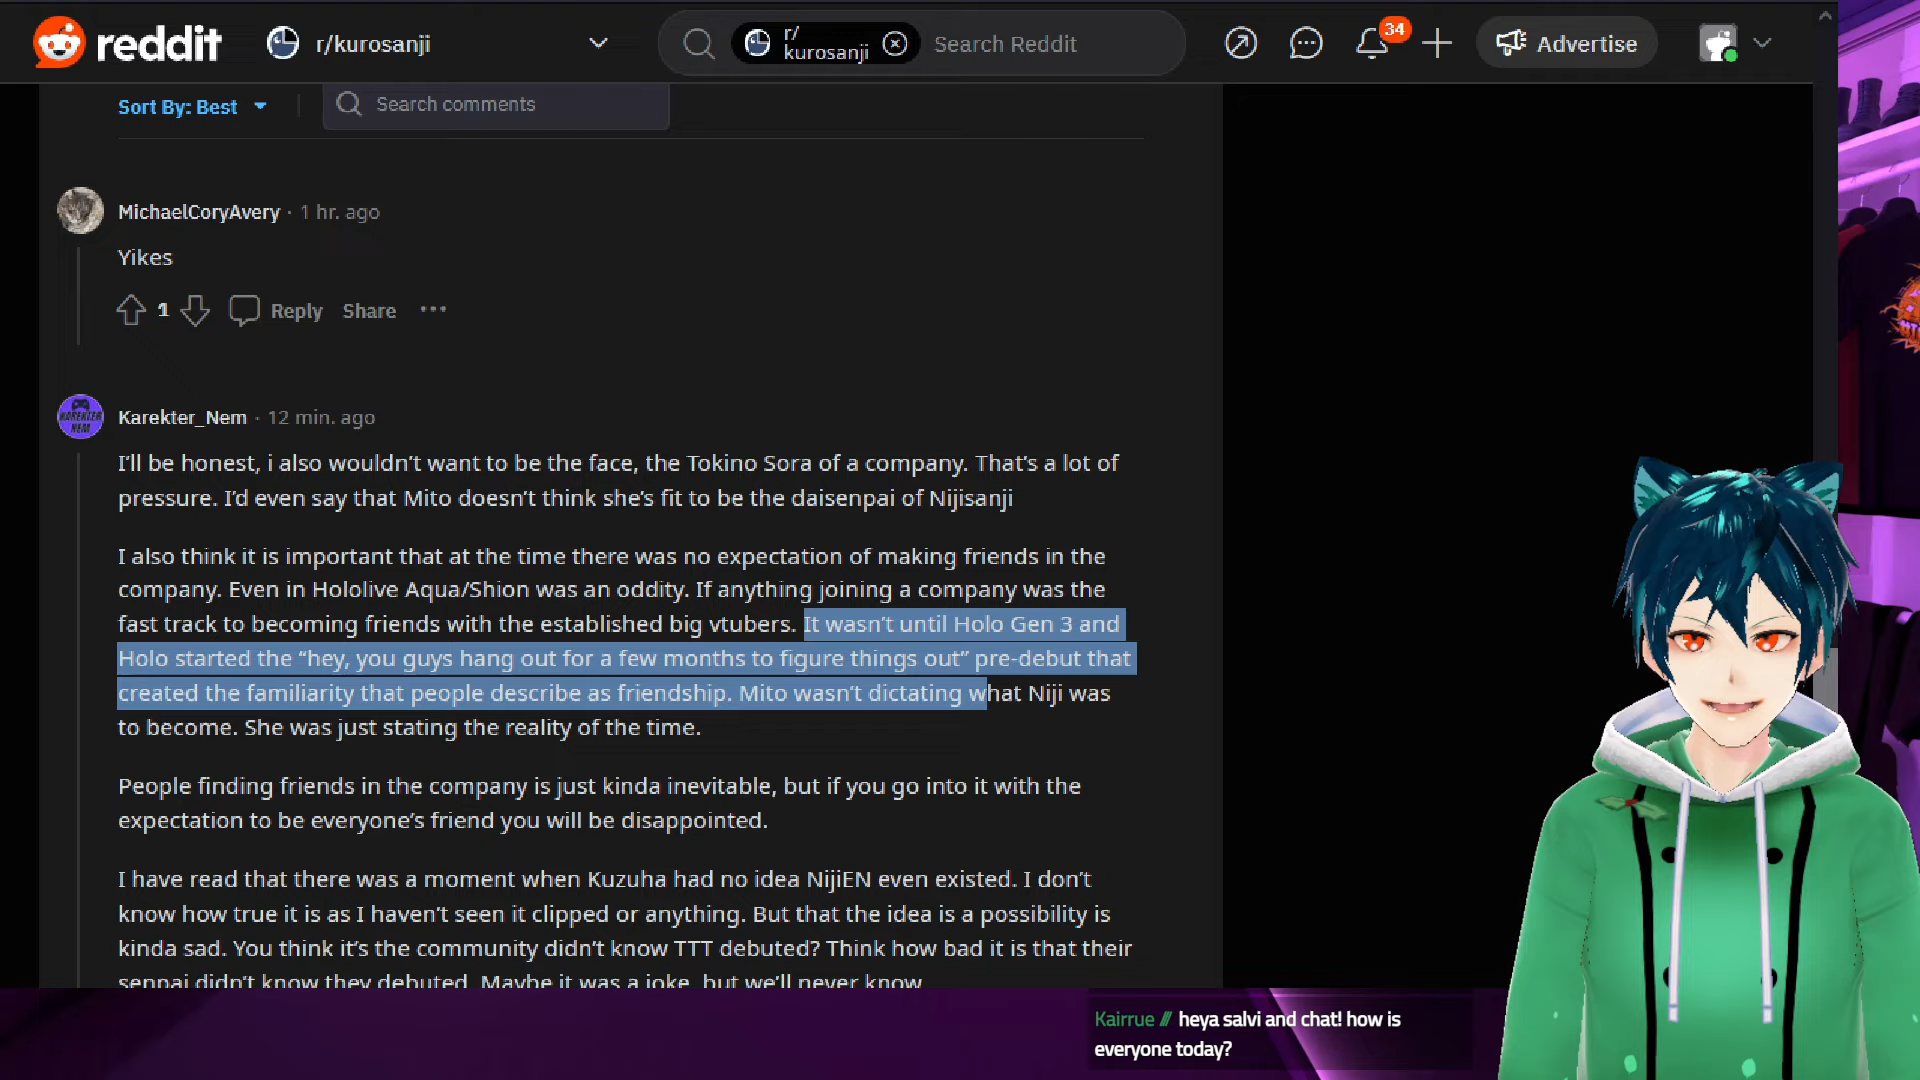 reddit
r/kurosanji
r/
kurosanji
Search Reddit
34
Advertise
Sort By: Best
Search comments
MichaelCoryAvery · 1 hr. ago
Yikes
1
Reply
Share
KAREKTER
NEM
Karekter_Nem · 12 min. ago
I'll be honest, i also wouldn't want to be the face, the Tokino Sora of a company. That's a lot of
pressure. I'd even say that Mito doesn't think she's fit to be the daisenpai of Nijisanji
I also think it is important that at the time there was no expectation of making friends in the
company. Even in Hololive Aqua/Shion was an oddity. If anything joining a company was the
fast track to becoming friends with the established big vtubers. It wasn't until Holo Gen 3 and
Holo started the “hey, you guys hang out for a few months to figure things out” pre-debut that
created the familiarity that people describe as friendship. Mito wasn't dictating what Niji was
to become. She was just stating the reality of the time.
People finding friends in the company is just kinda inevitable, but if you go into it with the
expectation to be everyone's friend you will be disappointed.
I have read that there was a moment when Kuzuha had no idea NijiEN even existed. I don't
know how true it is as I haven't seen it clipped or anything. But that the idea is a possibility is
kinda sad. You think it's the community didn't know TTT debuted? Think how bad it is that their
senpai didn't know they debuted. Maybe it was a joke, but we'll never know
Kairrue // heya salvi and chat! how is
everyone today?